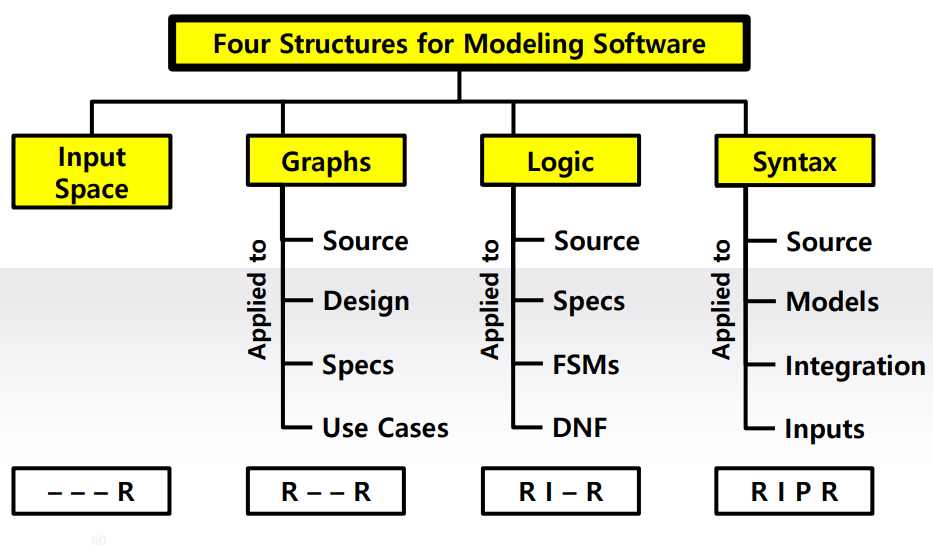 Four Structures for Modeling Software
Input
Space
Graphs
Logic
Syntax
Applied to
Source
Design
Specs
Use Cases
Applied to
Source
Specs
FSMs
DNF
Applied to
Source
Models
Integration
Inputs
– – – R
R – – R
R I – R
R I P R
60